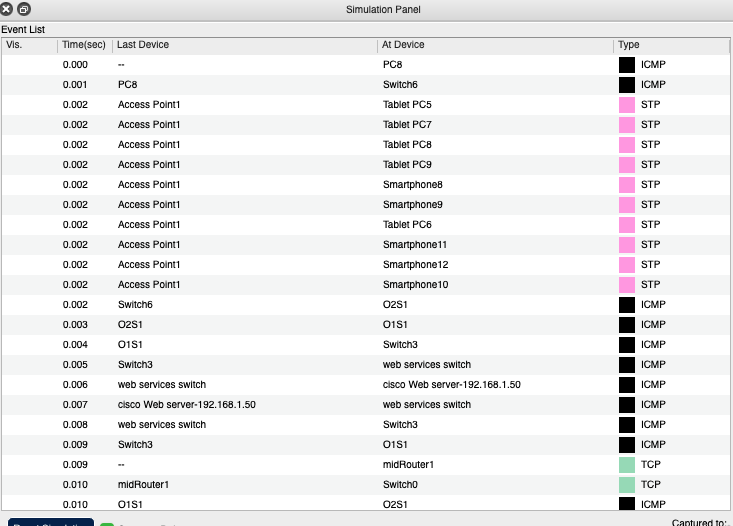 Simulation Panel
Event List
Vis. Time(sec) Last Device At Device Type
0.000 -- PC8 ICMP
0.001 PC8 Switch6 ICMP
0.002 Access Point1 Tablet PC5 STP
0.002 Access Point1 Tablet PC7 STP
0.002 Access Point1 Tablet PC8 STP
0.002 Access Point1 Tablet PC9 STP
0.002 Access Point1 Smartphone8 STP
0.002 Access Point1 Smartphone9 STP
0.002 Access Point1 Tablet PC6 STP
0.002 Access Point1 Smartphone11 STP
0.002 Access Point1 Smartphone12 STP
0.002 Access Point1 Smartphone10 STP
0.002 Switch6 O2S1 ICMP
0.003 O2S1 O1S1 ICMP
0.004 O1S1 Switch3 ICMP
0.005 Switch3 web services switch ICMP
0.006 web services switch cisco Web server-192.168.1.50 ICMP
0.007 cisco Web server-192.168.1.50 web services switch ICMP
0.008 web services switch Switch3 ICMP
0.009 Switch3 O1S1 ICMP
0.009 -- midRouter1 TCP
0.010 midRouter1 Switch0 TCP
0.010 O1S1 O2S1 ICMP
Captured to: